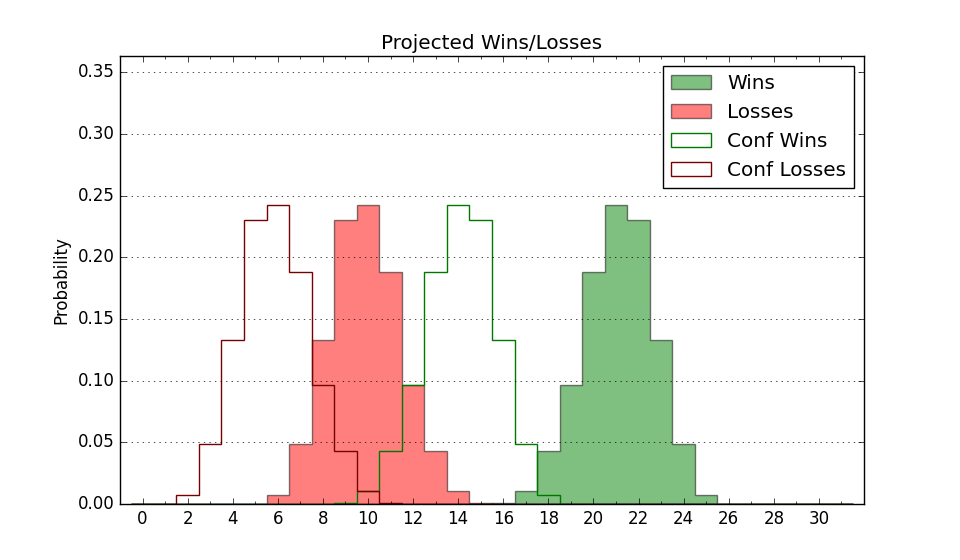 Projected Wins/Losses
Wins
Losses
Conf Wins
Conf Losses
Probability
0.35
0.30
0.25
0.20
0.15
0.10
0.05
0.00
0 2 4 6 8 10 12 14 16 18 20 22 24 26 28 30